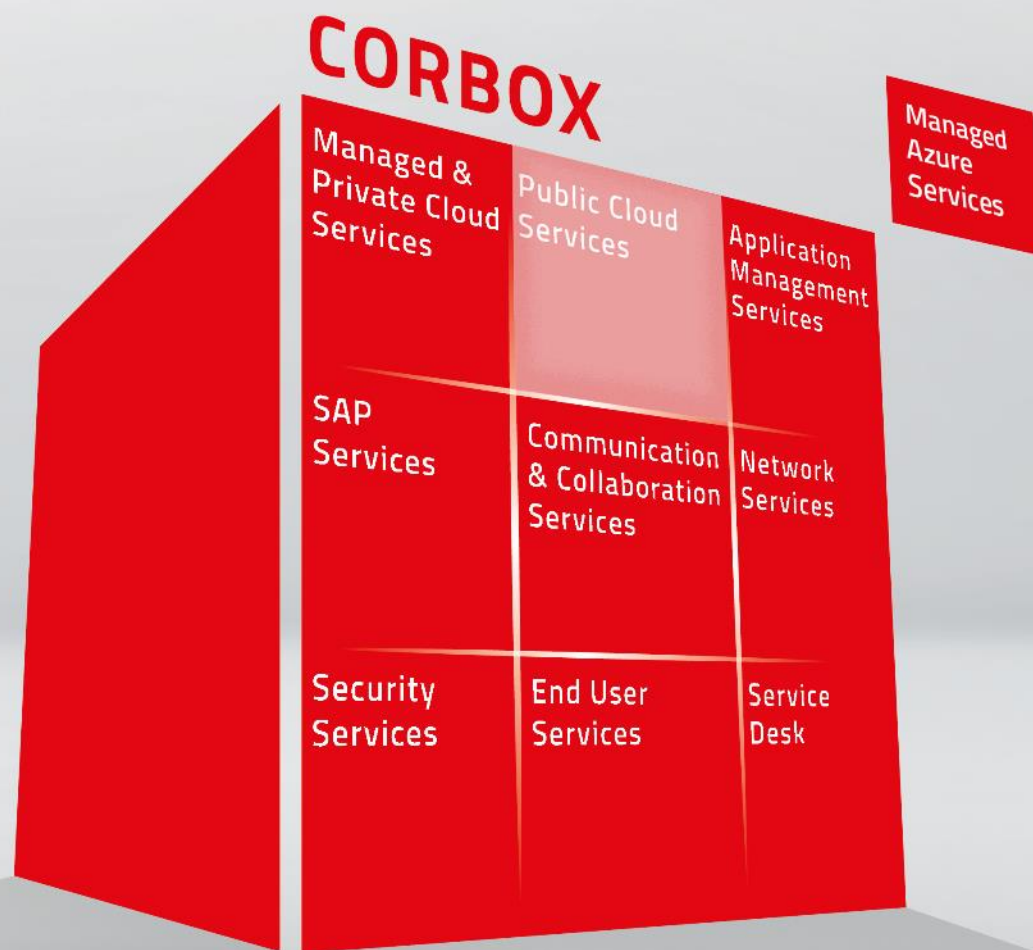 CORBOX
Managed &
Private Cloud
Services
Public Cloud
Services
Application
Management
Services
Managed
Azure
Services
SAP
Services
Communication
& Collaboration
Services
Network
Services
Security
Services
End User
Services
Service
Desk